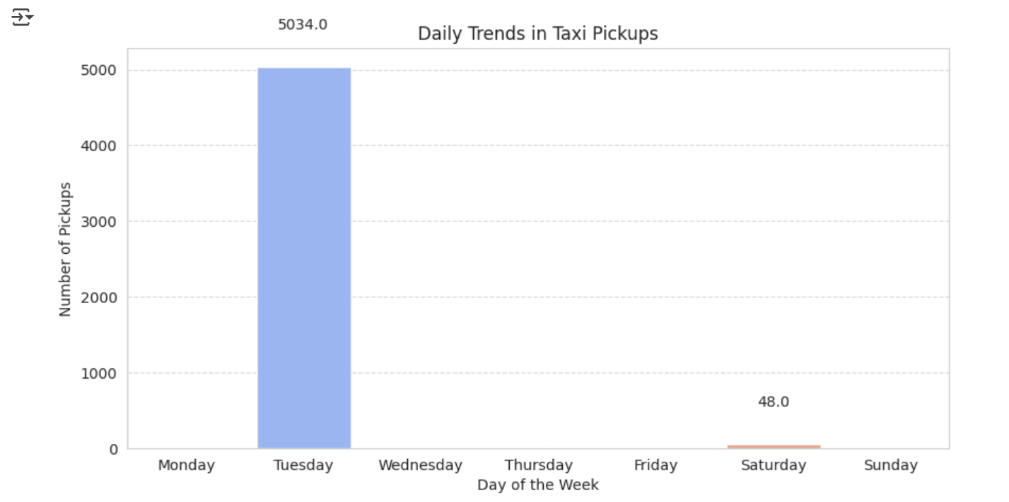 5034.0
Daily Trends in Taxi Pickups
5000
4000
3000
2000
1000
0
Number of Pickups
48.0
Monday Tuesday Wednesday Thursday Friday Saturday Sunday
Day of the Week